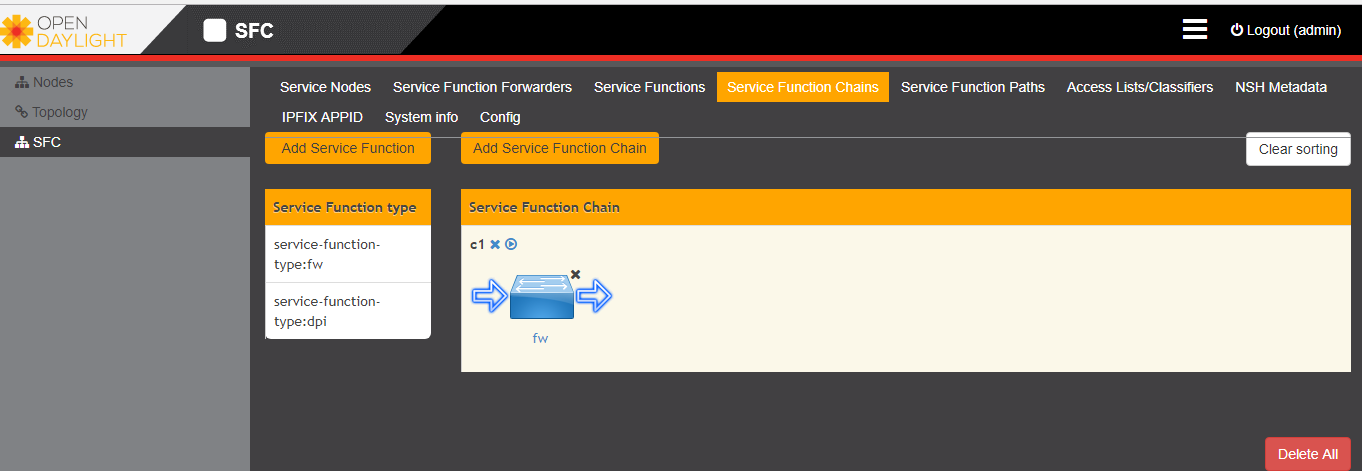 OPEN
DAYLIGHT
SFC
Logout (admin)
Nodes
Topology
SFC
Service Nodes Service Function Forwarders Service Functions Service Function Chains Service Function Paths Access Lists/Classifiers NSH Metadata
IPFIX APPID System info Config
Add Service Function Add Service Function Chain Clear sorting
Service Function type
service-function-
type:fw
service-function-
type:dpi
Service Function Chain
c1
fw
Delete All